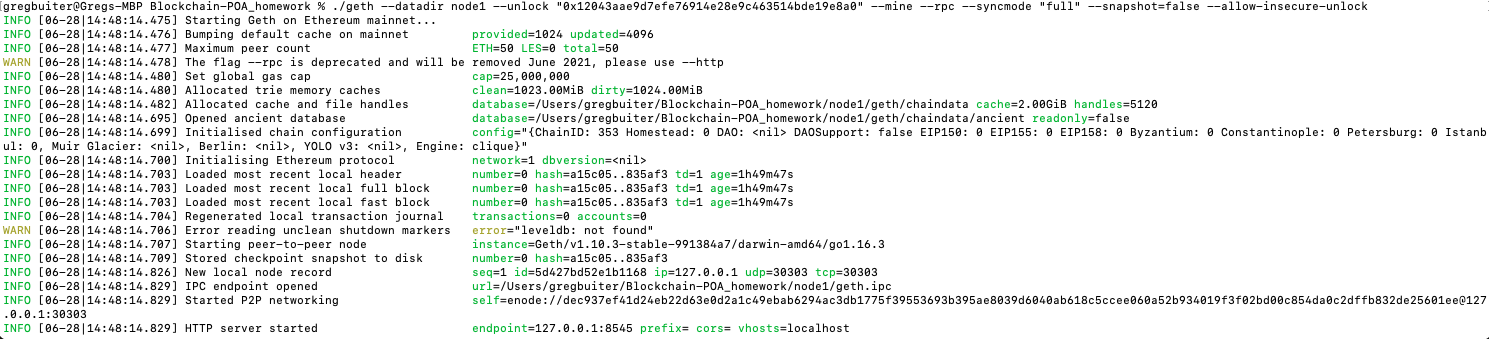 gregbuiter@Gregs-MBP Blockchain-POA_homework % ./geth --datadir node1 --unlock "0x12043aae9d7efe76914e28e9c463514bde19e8a0" --mine --rpc --syncmode "full" --snapshot=false --allow-insecure-unlock
INFO [06-28|14:48:14.475] Starting Geth on Ethereum mainnet...
INFO [06-28|14:48:14.476] Bumping default cache on mainnet provided=1024 updated=4096
INFO [06-28|14:48:14.477] Maximum peer count ETH=50 LES=0 total=50
WARN [06-28|14:48:14.478] The flag --rpc is deprecated and will be removed June 2021, please use --http
INFO [06-28|14:48:14.480] Set global gas cap cap=25,000,000
INFO [06-28|14:48:14.480] Allocated trie memory caches clean=1023.00MiB dirty=1024.00MiB
INFO [06-28|14:48:14.482] Allocated cache and file handles database=/Users/gregbuiter/Blockchain-POA_homework/node1/geth/chaindata cache=2.00GiB handles=5120
INFO [06-28|14:48:14.695] Opened ancient database database=/Users/gregbuiter/Blockchain-POA_homework/node1/geth/chaindata/ancient readonly=false
INFO [06-28|14:48:14.699] Initialised chain configuration config="{ChainID: 353 Homestead: 0 DAO: <nil> DAOSupport: false EIP150: 0 EIP155: 0 EIP158: 0 Byzantium: 0 Constantinople: 0 Petersburg: 0 Istanb
ul: 0, Muir Glacier: <nil>, Berlin: <nil>, YOLO v3: <nil>, Engine: clique}"
INFO [06-28|14:48:14.700] Initialising Ethereum protocol network=1 dbversion=<nil>
INFO [06-28|14:48:14.703] Loaded most recent local header number=0 hash=a15c05..835af3 td=1 age=1h49m47s
INFO [06-28|14:48:14.703] Loaded most recent local full block number=0 hash=a15c05..835af3 td=1 age=1h49m47s
INFO [06-28|14:48:14.703] Loaded most recent local fast block number=0 hash=a15c05..835af3 td=1 age=1h49m47s
INFO [06-28|14:48:14.704] Regenerated local transaction journal transactions=0 accounts=0
WARN [06-28|14:48:14.706] Error reading unclean shutdown markers error="leveldb: not found"
INFO [06-28|14:48:14.707] Starting peer-to-peer node instance=Geth/v1.10.3-stable-991384a7/darwin-amd64/go1.16.3
INFO [06-28|14:48:14.709] Stored checkpoint snapshot to disk number=0 hash=a15c05..835af3
INFO [06-28|14:48:14.826] New local node record seq=1 id=5d427bd52e1b1168 ip=127.0.0.1 udp=30303 tcp=30303
INFO [06-28|14:48:14.829] IPC endpoint opened url=/Users/gregbuiter/Blockchain-POA_homework/node1/geth.ipc
INFO [06-28|14:48:14.829] Started P2P networking self=enode://dec937ef41d24eb22d63e0d2a1c49ebab6294ac3db1775f39553693b395ae8039d6040ab618c5ccee060a52b934019f3f02bd00c854da0c2dffb832de25601ee@127
.0.0.1:30303
INFO [06-28|14:48:14.829] HTTP server started endpoint=127.0.0.1:8545 prefix= cors= vhosts=localhost